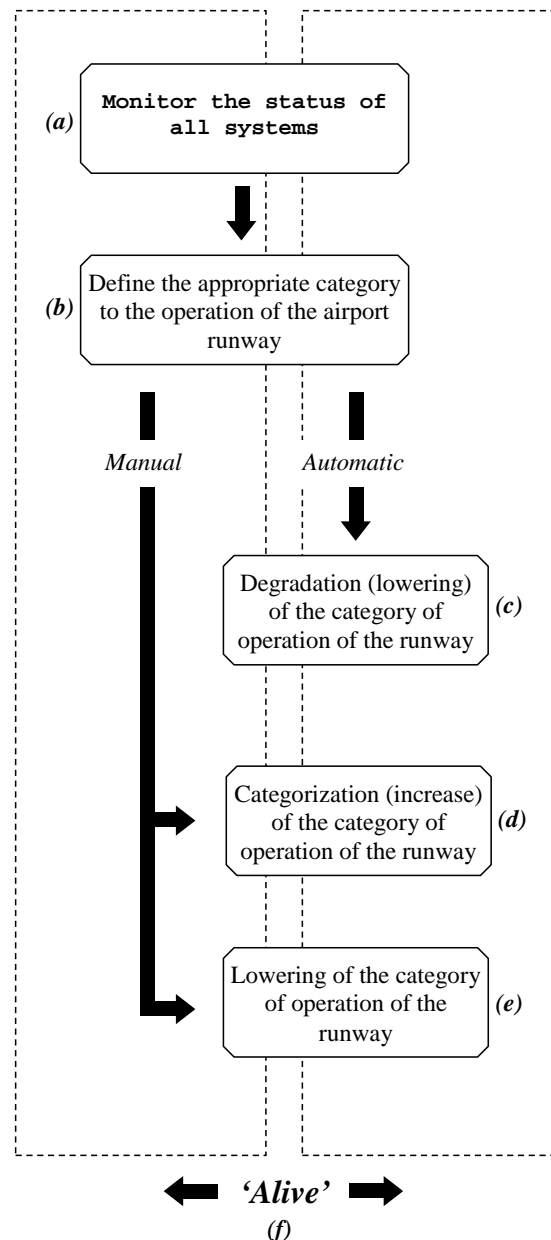 (a)
Monitor the status of
all systems
(b)
Define the appropriate category
to the operation of the airport
runway
Manual
Automatic
Degradation (lowering)
of the category of
operation of the runway
(c)
Categorization (increase)
of the category of
operation of the runway
(d)
Lowering of the category
of operation of the
runway
(e)
‘Alive’
(f)